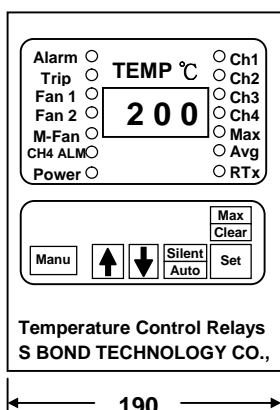 Alarm
Trip
Fan 1
Fan 2
M-Fan
CH4 ALM
Power
TEMP ℃
200
Ch1
Ch2
Ch3
Ch4
Max
Avg
RTx
Max
Clear
Manu
Silent
Auto
Set
Temperature Control Relays
S BOND TECHNOLOGY CO.,
190